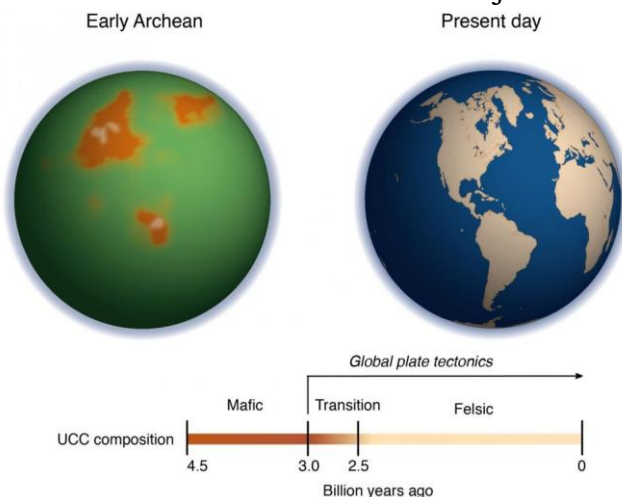 Early Archean
Present day
Global plate tectonics
Mafic
Transition
Felsic
UCC composition
4.5
3.0
2.5
0
Billion years ago